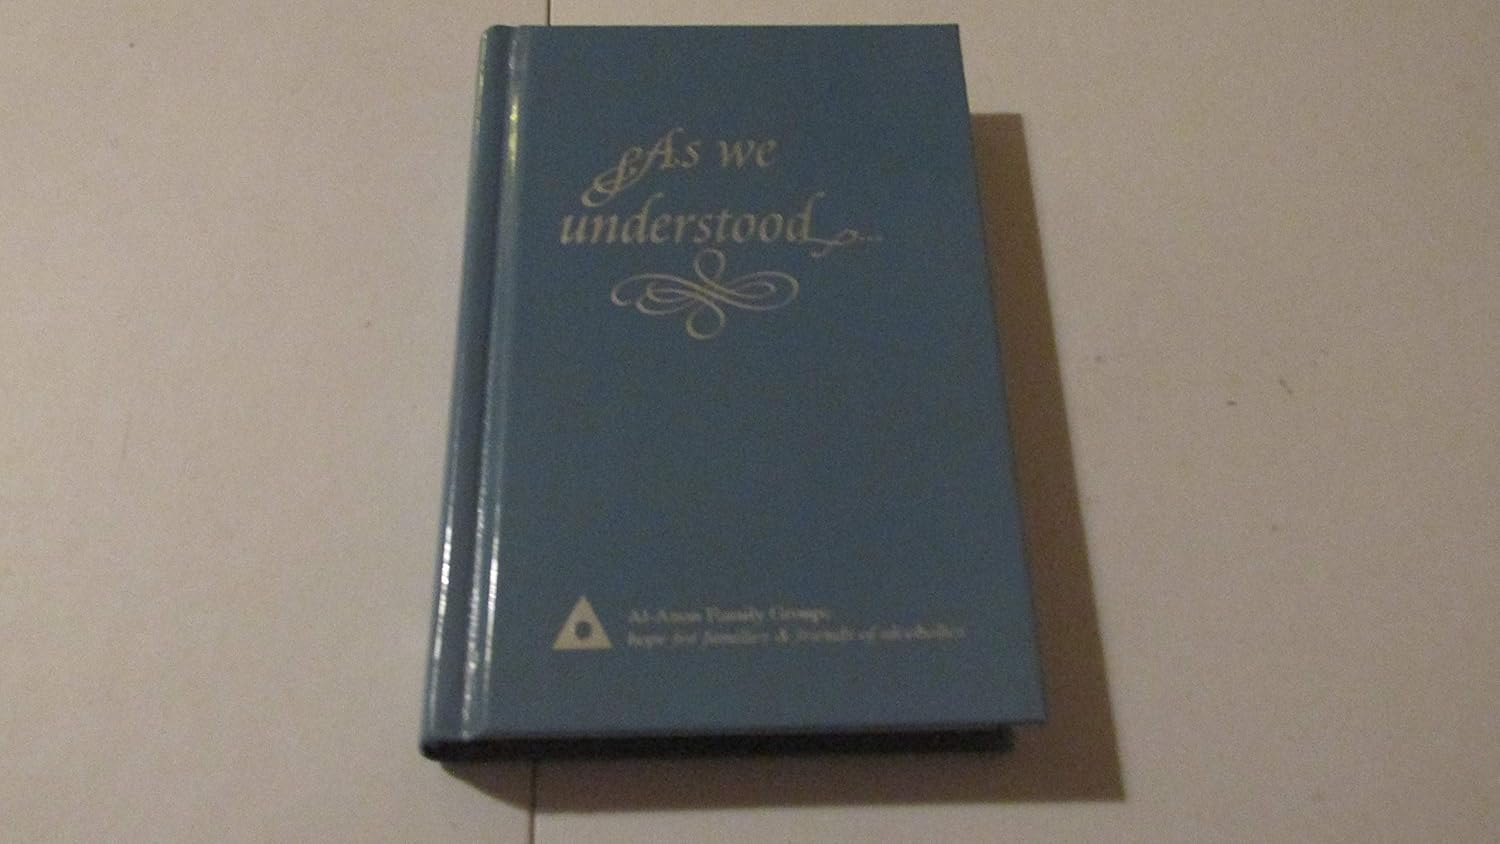 As we
understood...
Al-Anon Family Groups
hope for families & friends of alcoholics